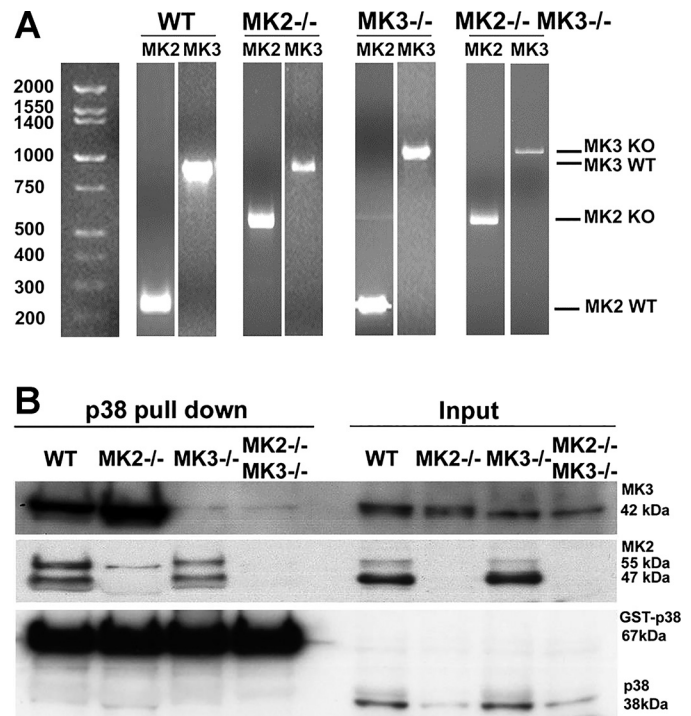 A
WT MK2-/- MK3-/- MK2-/- MK3-/-
MK2 MK3 MK2 MK3 MK2 MK3 MK2 MK3
2000
1550
1400
1000
750
500
400
300
200
MK3 KO
MK3 WT
MK2 KO
MK2 WT
B
p38 pull down Input
WT MK2-/- MK3-/- MK2-/- MK3-/- WT MK2-/- MK3-/- MK2-/- MK3-/-
MK3
42 kDa
MK2
55 kDa
47 kDa
GST-p38
67kDa
p38
38kDa